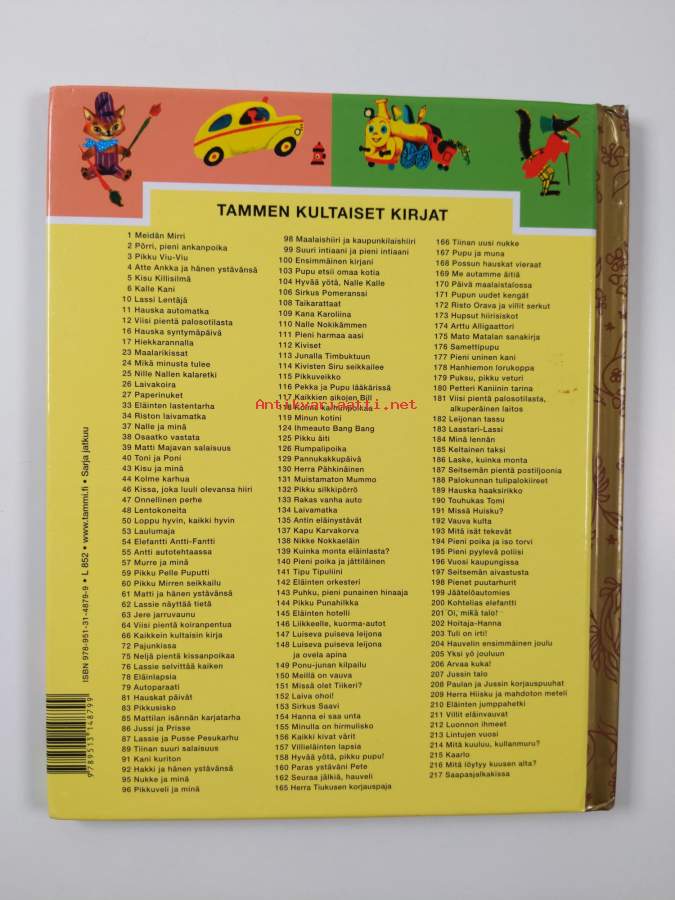 TAMMEN KULTAISET KIRJAT
1 Meidän Mirri
2 Pörri, pieni ankanpoika
3 Pikku Viu-Viu
4 Atte Ankka ja hänen ystävänsä
5 Kisu Killisilmä
6 Kalle Kani
10 Lassi Lentäjä
11 Hauska automatka
12 Viisi pientä palosotilasta
16 Hauska syntymäpäivä
17 Hiekkarannalla
23 Maalarikissat
24 Mikä minusta tulee
25 Nille Nallen kalaretki
26 Laivakoira
27 Paperinuket
33 Eläinten lastentarha
34 Riston laivamatka
37 Nalle ja minä
38 Osaatko vastata
39 Matti Majavan salaisuus
40 Toni ja Poni
43 Kisu ja minä
44 Kolme karhua
46 Kissa, joka luuli olevansa hiiri
47 Onnellinen perhe
48 Lentokoneita
50 Loppu hyvin, kaikki hyvin
53 Laulumaja
54 Elefantti Antti-Fantti
55 Antti autotehtaassa
57 Murre ja minä
59 Pikku Pelle Puputti
60 Pikku Mirren seikkailu
61 Matti ja hänen ystävänsä
62 Lassie näyttää tietä
63 Jere jarruvaunu
64 Viisi pientä koiranpentua
66 Kaikkein kultaisin kirja
72 Pajunkissa
75 Neljä pientä kissanpoikaa
76 Lassie selvittää kaiken
78 Eläinlapsia
79 Autoparaati
81 Hauskat päivät
83 Pikkusisko
85 Mattilan isännän karjatarha
86 Jussi ja Prisse
87 Lassie ja Pusse Pesukarhu
89 Tiinan suuri salaisuus
91 Kani kuriton
92 Hakki ja hänen ystävänsä
95 Nukke ja minä
96 Pikkuveli ja minä
98 Maalaishiiri ja kaupunkilaishiiri
99 Suuri intiaani ja pieni intiaani
100 Ensimmäinen kirjani
103 Pupu etsii omaa kotia
104 Hyvää yötä, Nalle Kalle
106 Sirkus Pomeranssi
108 Taikarattaat
109 Kana Karoliina
110 Nalle Nokikämmen
111 Pieni harmaa aasi
112 Kiviset
113 Junalla Timbuktuun
114 Kivisten Siru seikkailee
115 Pikkuveikko
116 Pekka ja Pupu lääkärissä
117 Kaikkien aikojen Bill
118 Kolme karhunpoikaa
119 Minun kotini
124 Ihmeauto Bang Bang
125 Pikku äiti
126 Rumpalipoika
129 Pannukakkupäivä
130 Herra Pähkinäinen
131 Muistamaton Mummo
132 Pikku silkkipörrö
133 Rakas vanha auto
134 Laivamatka
135 Antin eläinystävät
137 Kapu Karvakorva
138 Nikke Nokkaeläin
139 Kuinka monta eläinlasta?
140 Pieni poika ja jättiläinen
141 Tipu Tipuliini
142 Eläinten orkesteri
143 Puhku, pieni punainen hinaaja
144 Pikku Punahilkka
145 Eläinten hotelli
146 Liikkeelle, kuorma-autot
147 Luiseva puiseva leijona
148 Luiseva puiseva leijona
ja ovela apina
149 Ponu-junan kilpailu
150 Meillä on vauva
151 Missä olet Tiikeri?
152 Laiva ohoi!
153 Sirkus Saavi
154 Hanna ei saa unta
155 Minulla on hirmulisko
156 Kaikki kivat värit
157 Villieläinten lapsia
158 Hyvää yötä, pikku pupu!
160 Paras ystäväni Pete
162 Seuraa jälkiä, hauveli
165 Herra Tiukusen korjauspaja
166 Tiinan uusi nukke
167 Pupu ja muna
168 Possun hauskat vieraat
169 Me autamme äitiä
170 Päivä maalaistalossa
171 Pupun uudet kengät
172 Risto Orava ja villit serkut
173 Hupsut hiirisiskot
174 Arttu Alligaattori
175 Mato Matalan sanakirja
176 Samettipupu
177 Pieni uninen kani
178 Hanhiemon lorukoppa
179 Puksu, pikku veturi
180 Petteri Kaniinin tarina
181 Viisi pientä palosotilasta,
alkuperäinen laitos
182 Leijonan tassu
183 Laastari-Lassi
184 Minä lennän
185 Keltainen taksi
186 Laske, kuinka monta
187 Seitsemän pientä postiljoonia
188 Palokunnan tulipalokiireet
189 Hauska haaksirikko
190 Touhukas Tomi
191 Missä Huisku?
192 Vauva kulta
193 Mitä isät tekevät
194 Pieni poika ja iso torvi
195 Pieni pyylevä poliisi
196 Vuosi kaupungissa
197 Seitsemän aivastusta
198 Pienet puutarhurit
199 Jäätelöautomies
200 Kohtelias elefantti
201 Oi, mikä talo!
202 Hoitaja-Hanna
203 Tuli on irti!
204 Hauvelin ensimmäinen joulu
205 Yksi yö jouluun
206 Arvaa kuka!
207 Jussin talo
208 Paulan ja Jussin korjauspuuhat
209 Herra Hiisku ja mahdoton meteli
210 Eläinten jumppahetki
211 Villit eläinvauvat
212 Luonnon ihmeet
213 Lintujen vuosi
214 Mitä kuuluu, kullanmuru?
215 Kaarlo
216 Mitä löytyy kuusen alta?
217 Saapasjalkakissa
ISBN 978-951-31-4879-9 • L 852 • www.tammi.fi • Sarja jatkuu
9789513148799
Antikvariaatti.net